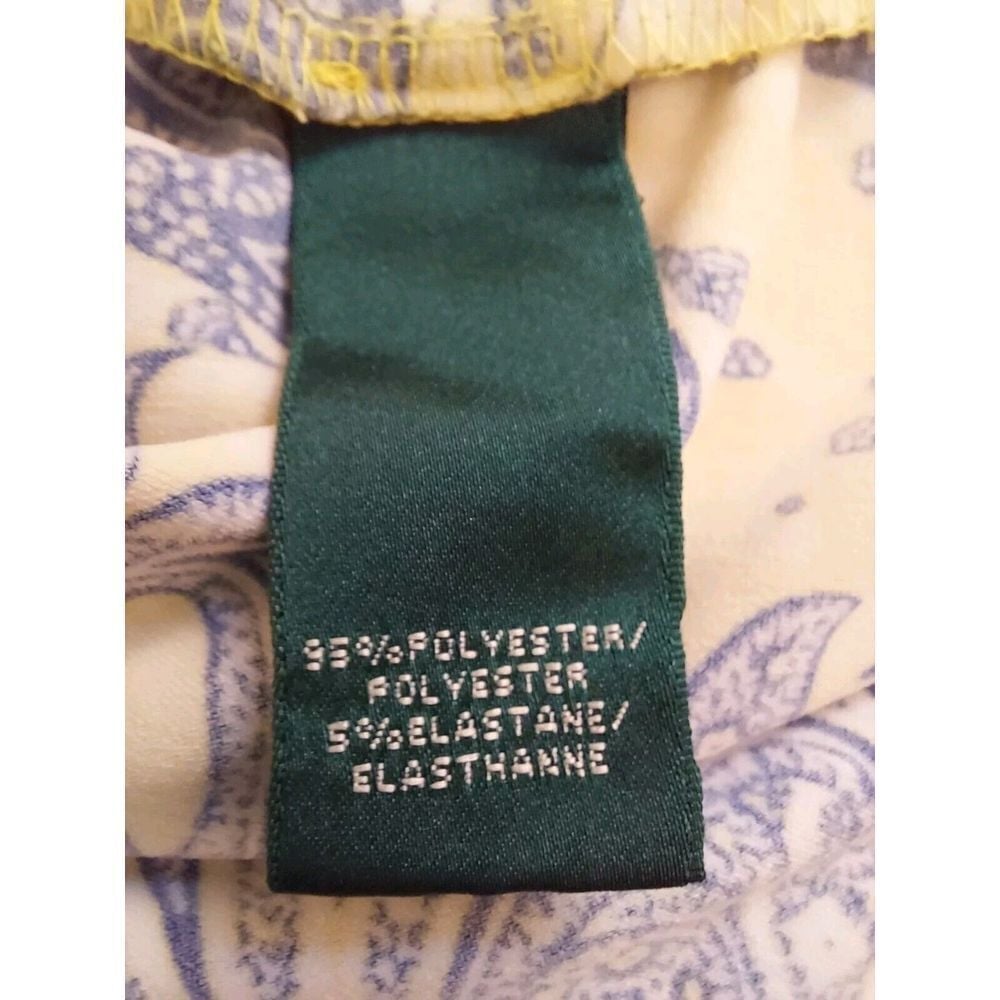 95%POLYESTER/
POLYESTER
5%ELASTANE/
ELASTHANNE